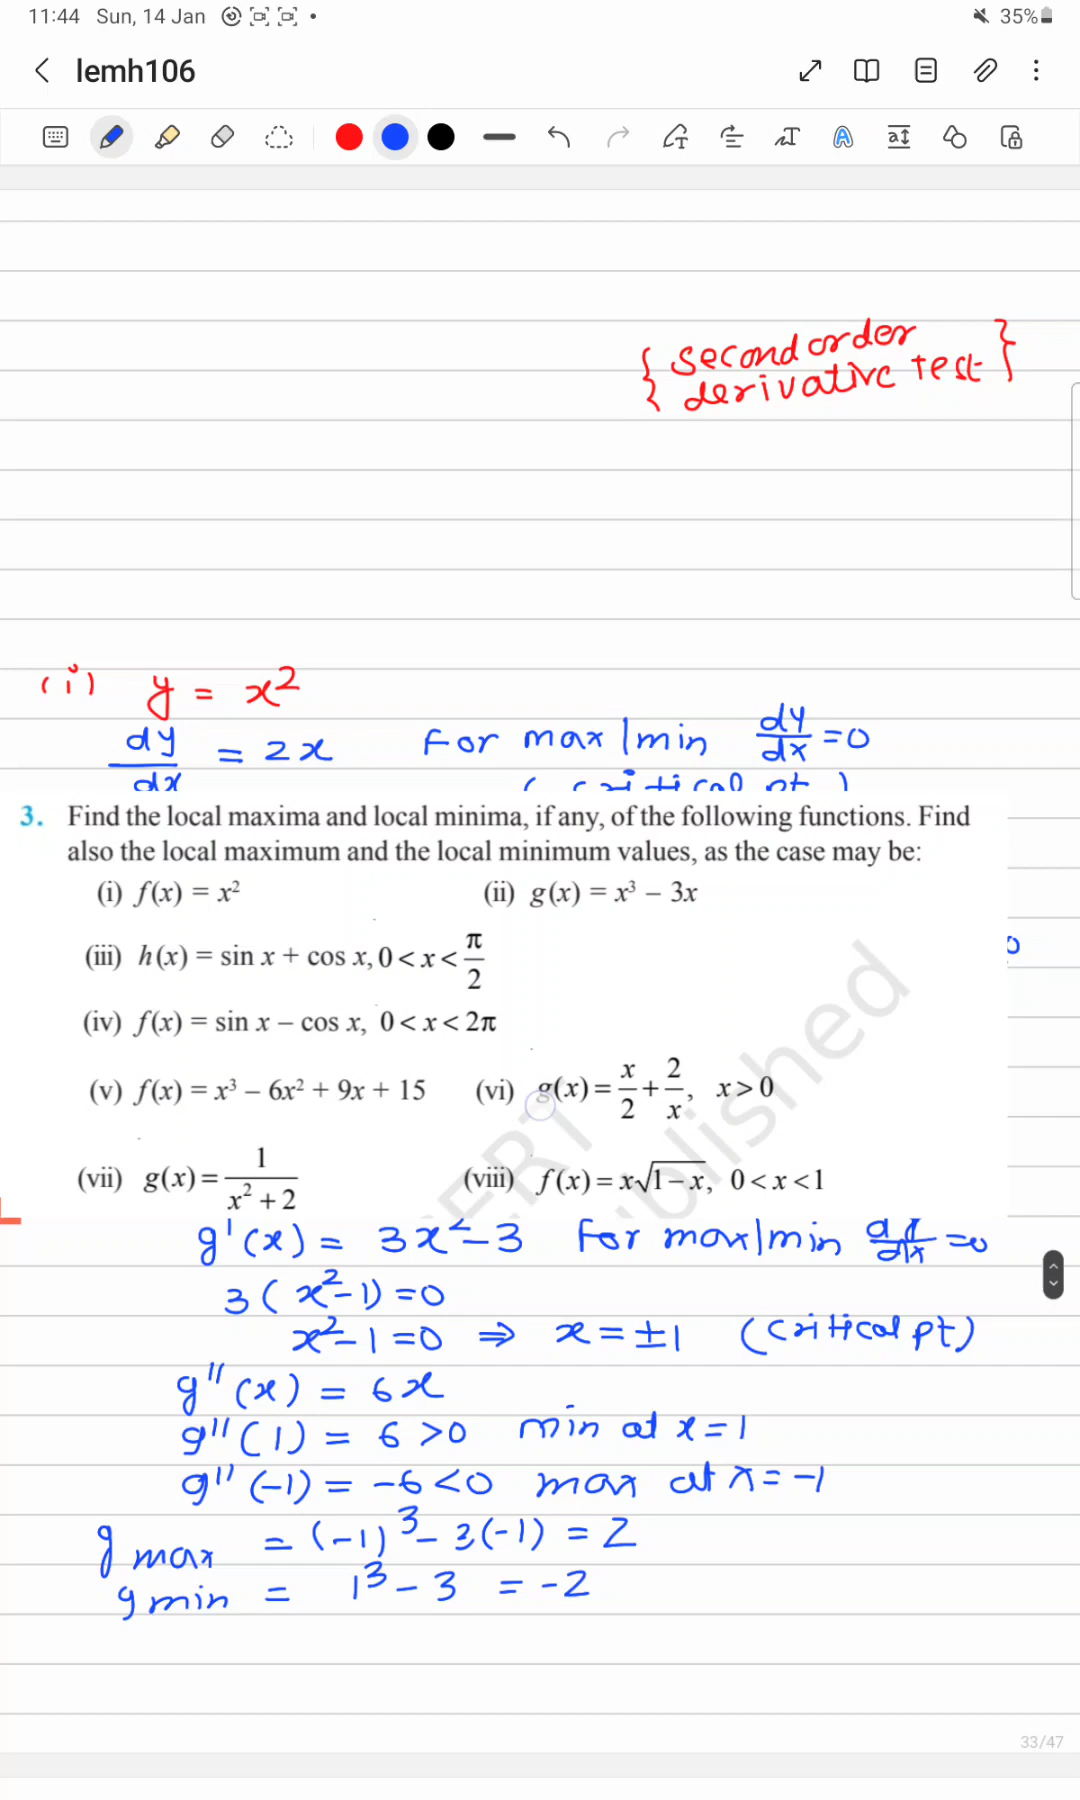 11:44 Sun, 14 Jan 35%
lemh106
{ second order
derivative test }
(i) y = x²
dy/dx = 2x For max/min dy/dx = 0
(critical pt)
3. Find the local maxima and local minima, if any, of the following functions. Find
also the local maximum and the local minimum values, as the case may be:
(i) f(x) = x² (ii) g(x) = x³ – 3x
(iii) h(x) = sin x + cos x, 0 < x < π/2
(iv) f(x) = sin x – cos x, 0 < x < 2π
(v) f(x) = x³ – 6x² + 9x + 15 (vi) g(x) = x/2 + 2/x, x > 0
(vii) g(x) = 1/(x² + 2) (viii) f(x) = x√(1–x), 0 < x < 1
g'(x) = 3x² – 3 For max/min dy/dx = 0
3(x² – 1) = 0
x² – 1 = 0 ⇒ x = ±1 (critical pt)
g''(x) = 6x
g''(1) = 6 > 0 min at x = 1
g''(–1) = –6 < 0 max at x = –1
g max = (–1)³ – 3(–1) = 2
g min = 1³ – 3 = –2
33/47